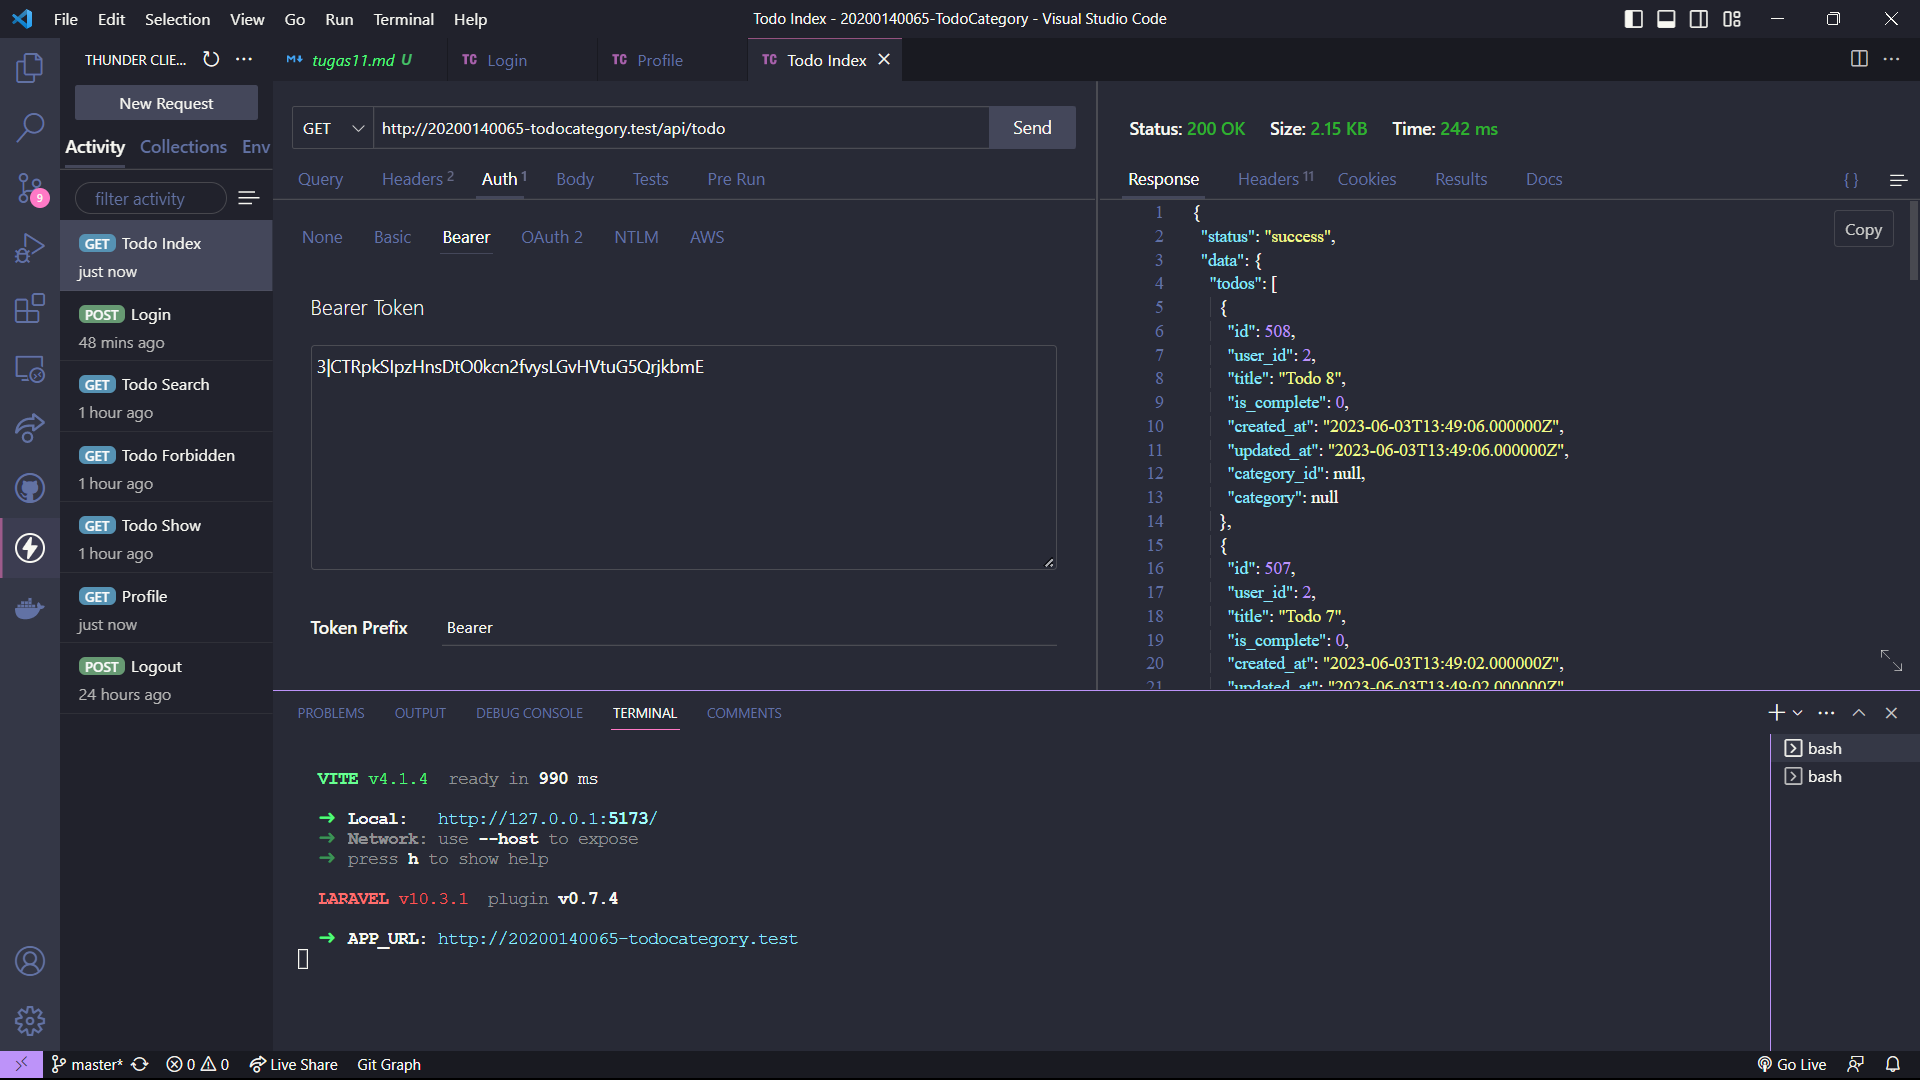 File Edit Selection View Go Run Terminal Help
Todo Index - 20200140065-TodoCategory - Visual Studio Code
THUNDER CLIE...
New Request
Activity Collections Env
filter activity
GET Todo Index
just now
POST Login
48 mins ago
GET Todo Search
1 hour ago
GET Todo Forbidden
1 hour ago
GET Todo Show
1 hour ago
GET Profile
just now
POST Logout
24 hours ago
9
tugas11.md U
TC Login
TC Profile
TC Todo Index
GET http://20200140065-todocategory.test/api/todo Send
Query Headers 2 Auth 1 Body Tests Pre Run
None Basic Bearer OAuth 2 NTLM AWS
Bearer Token
3|CTRpkSIpzHnsDtO0kcn2fvysLGvHVtuG5QrjkbmE
Token Prefix Bearer
Status: 200 OK Size: 2.15 KB Time: 242 ms
Response Headers 11 Cookies Results Docs { }
Copy
1 {
2 "status": "success",
3 "data": {
4 "todos": [
5 {
6 "id": 508,
7 "user_id": 2,
8 "title": "Todo 8",
9 "is_complete": 0,
10 "created_at": "2023-06-03T13:49:06.000000Z",
11 "updated_at": "2023-06-03T13:49:06.000000Z",
12 "category_id": null,
13 "category": null
14 },
15 {
16 "id": 507,
17 "user_id": 2,
18 "title": "Todo 7",
19 "is_complete": 0,
20 "created_at": "2023-06-03T13:49:02.000000Z",
21 "updated_at": "2023-06-03T13:49:02.000000Z"
PROBLEMS OUTPUT DEBUG CONSOLE TERMINAL COMMENTS
VITE v4.1.4 ready in 990 ms
➜ Local: http://127.0.0.1:5173/
➜ Network: use --host to expose
➜ press h to show help
LARAVEL v10.3.1 plugin v0.7.4
➜ APP_URL: http://20200140065-todocategory.test
bash
bash
master* 0 0 Live Share Git Graph
Go Live